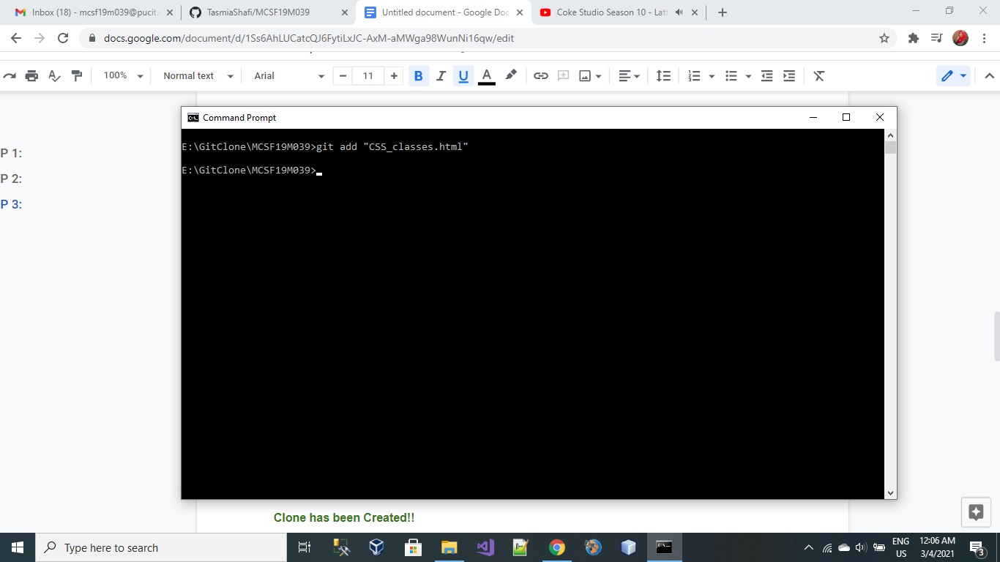 Inbox (18) - mcsf19m039@pucit.
TasmiaShafi/MCSF19M039
Untitled document - Google Doc
Coke Studio Season 10 - Lat
docs.google.com/document/d/1Ss6AhLUCatcQJ6FytiLxJC-AxM-aMWga98WunNi16qw/edit
100%
Normal text
Arial
11
B
I
U
A
Command Prompt
E:\GitClone\MCSF19M039>git add "CSS_classes.html"
E:\GitClone\MCSF19M039>
P 1:
P 2:
P 3:
Clone has been Created!!
Type here to search
ENG
US
12:06 AM
3/4/2021
3